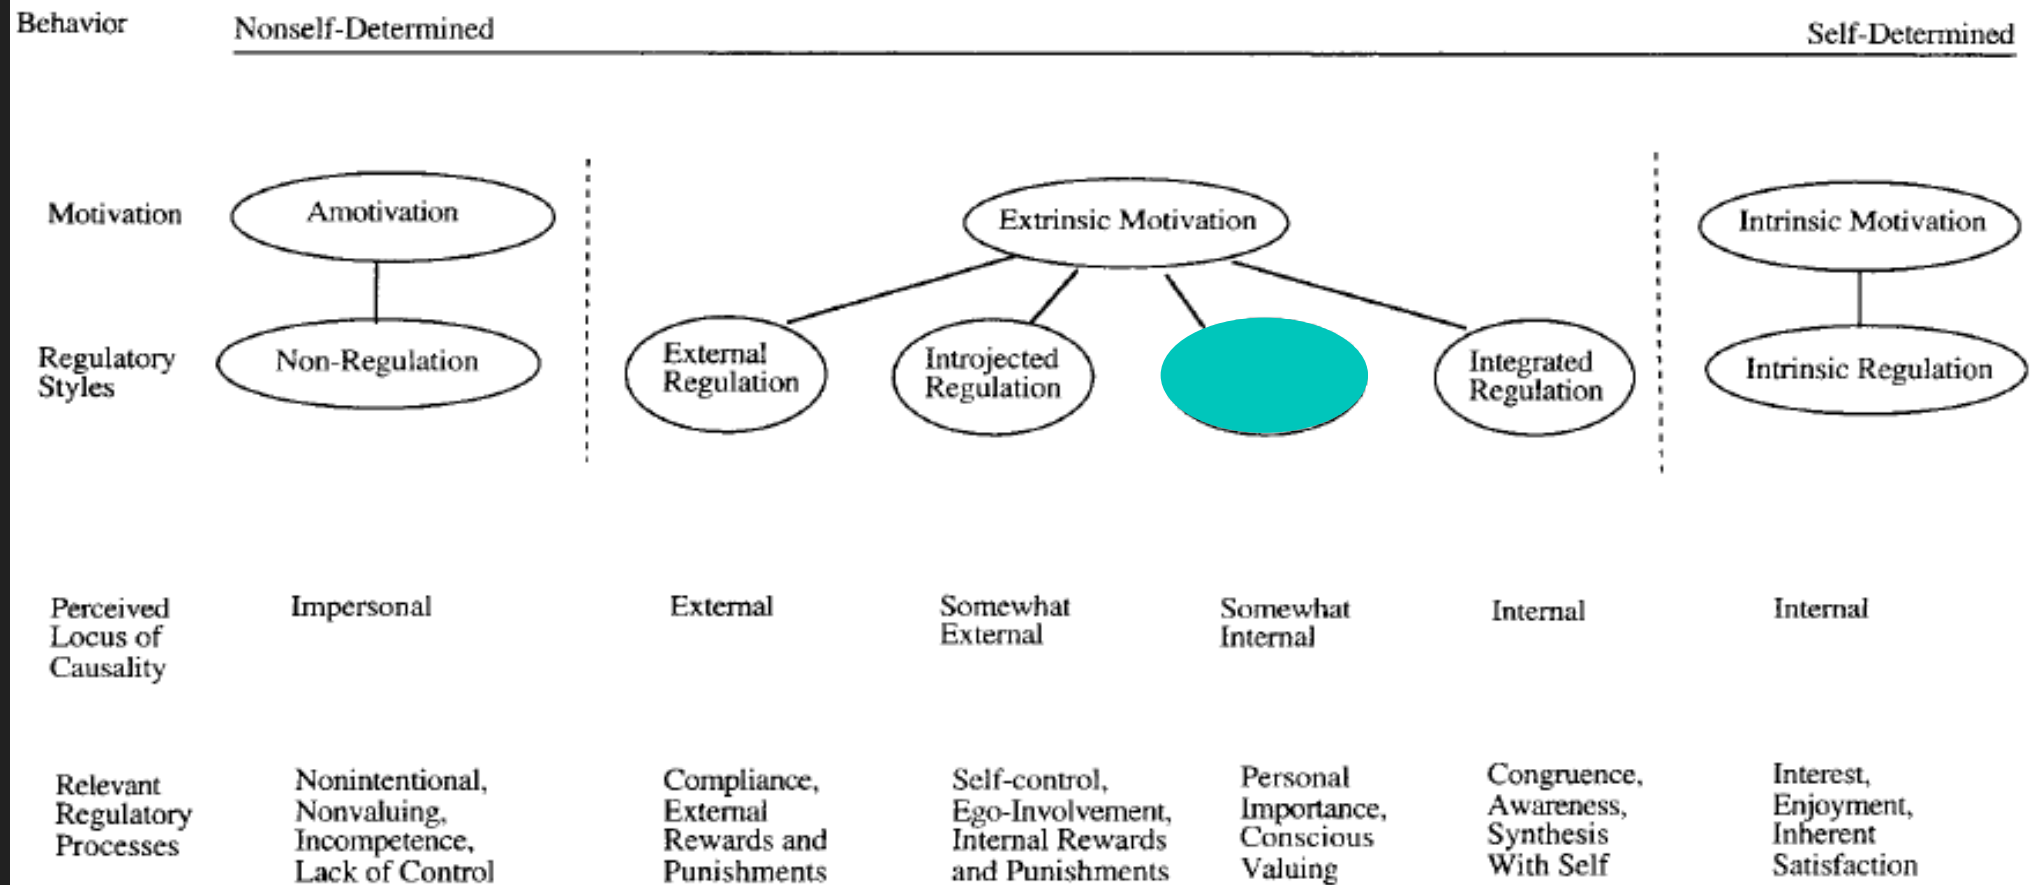 Behavior
Nonself-Determined
Self-Determined
Motivation
Amotivation
Extrinsic Motivation
Intrinsic Motivation
Regulatory
Styles
Non-Regulation
External
Regulation
Introjected
Regulation
Integrated
Regulation
Intrinsic Regulation
Perceived
Locus of
Causality
Impersonal
External
Somewhat
External
Somewhat
Internal
Internal
Internal
Relevant
Regulatory
Processes
Nonintentional,
Nonvaluing,
Incompetence,
Lack of Control
Compliance,
External
Rewards and
Punishments
Self-control,
Ego-Involvement,
Internal Rewards
and Punishments
Personal
Importance,
Conscious
Valuing
Congruence,
Awareness,
Synthesis
With Self
Interest,
Enjoyment,
Inherent
Satisfaction